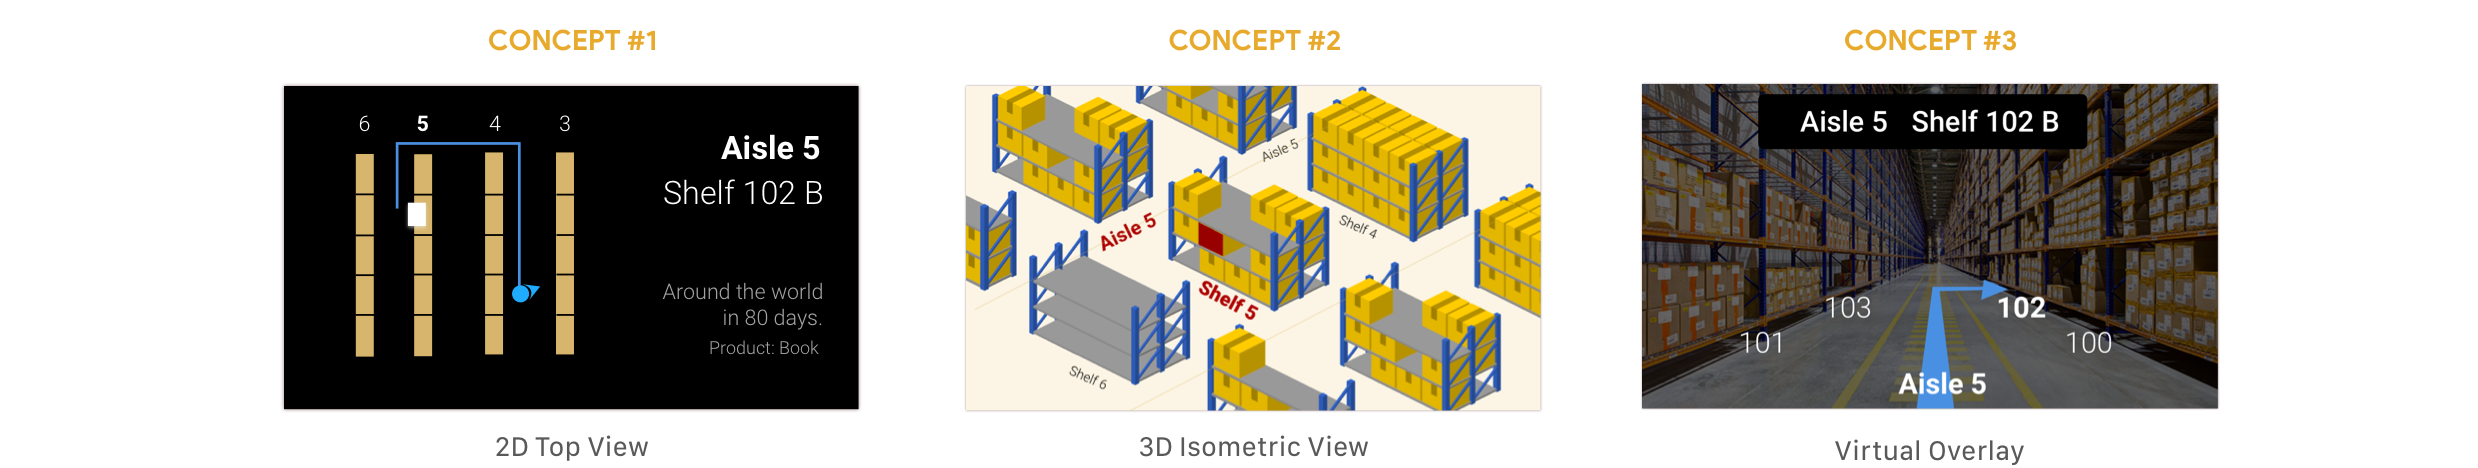 CONCEPT #1
6 5 4 3
Aisle 5
Shelf 102 B
Around the world
in 80 days.
Product: Book
2D Top View
CONCEPT #2
Aisle 5
Shelf 4
Aisle 5
Shelf 5
Shelf 6
3D Isometric View
CONCEPT #3
Aisle 5 Shelf 102 B
103 102
101 100
Aisle 5
Virtual Overlay